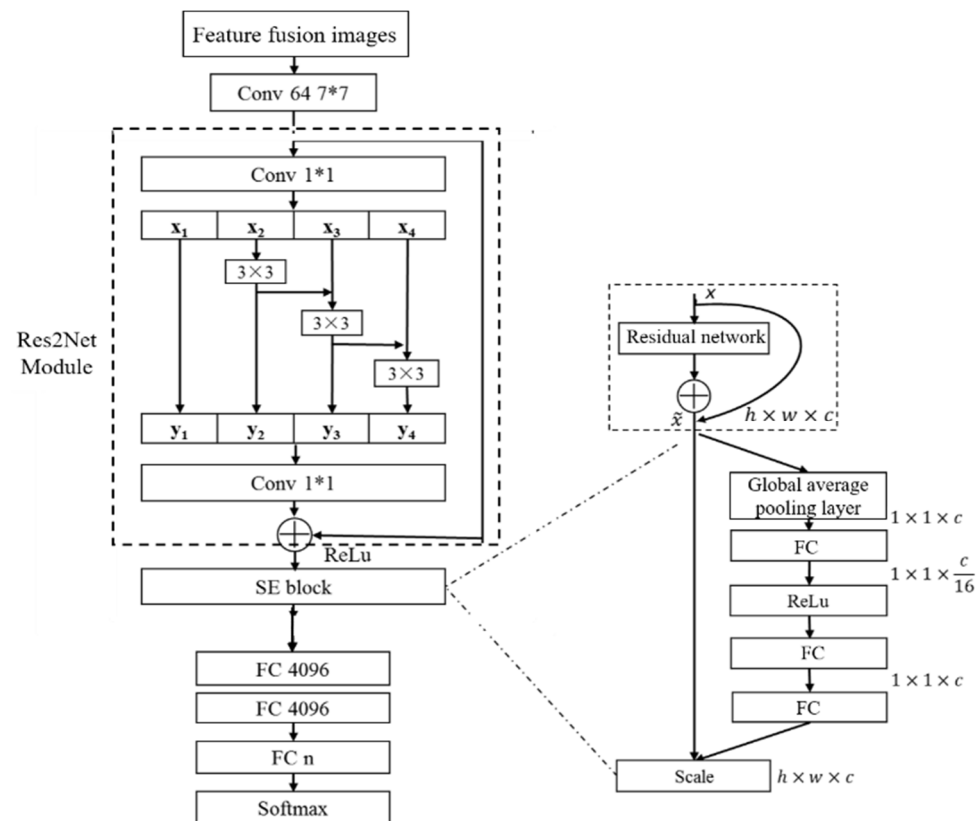 Feature fusion images
Conv 64 7*7
Conv 1*1
x₁ x₂ x₃ x₄
3×3
3×3
3×3
Res2Net
Module
y₁ y₂ y₃ y₄
Conv 1*1
ReLu
SE block
FC 4096
FC 4096
FC n
Softmax
x
Residual network
x̃
h × w × c
Global average
pooling layer
1 × 1 × c
FC
1 × 1 × c/16
ReLu
FC
1 × 1 × c
FC
Scale
h × w × c